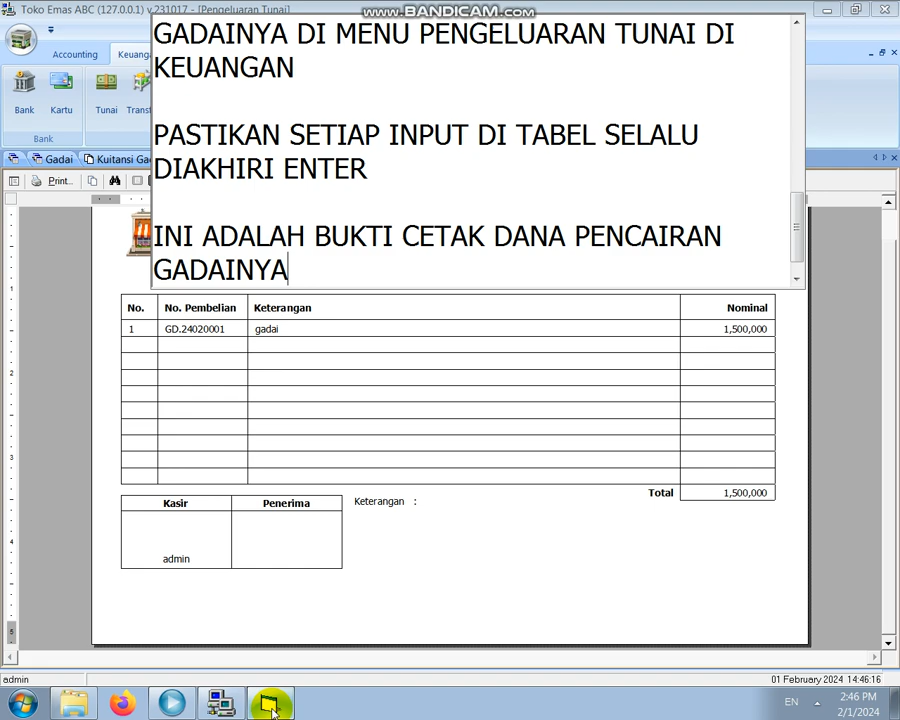 Toko Emas ABC (127.0.0.1) v.231017 - [Pengeluaran Tunai]
www.BANDICAM.com
GADAINYA DI MENU PENGELUARAN TUNAI DI
KEUANGAN
PASTIKAN SETIAP INPUT DI TABEL SELALU
DIAKHIRI ENTER
INI ADALAH BUKTI CETAK DANA PENCAIRAN
GADAINYA
Accounting
Bank Kartu Tunai
Bank
Gadai
Print...
No. No. Pembelian Keterangan Nominal
1 GD.24020001 gadai 1,500,000
Total 1,500,000
Kasir Penerima Keterangan :
admin
admin 01 February 2024 14:46:16
EN 2:46 PM
2/1/2024